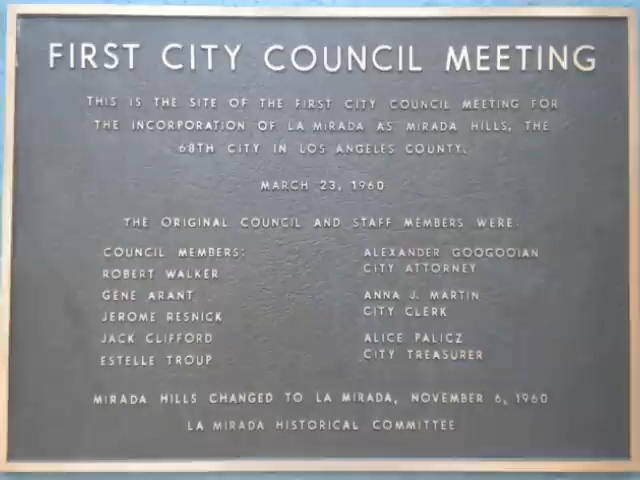 FIRST CITY COUNCIL MEETING
THIS IS THE SITE OF THE FIRST CITY COUNCIL MEETING FOR
THE INCORPORATION OF LA MIRADA AS MIRADA HILLS, THE
68TH CITY IN LOS ANGELES COUNTY.
MARCH 23, 1960
THE ORIGINAL COUNCIL AND STAFF MEMBERS WERE:
COUNCIL MEMBERS:
ROBERT WALKER
GENE ARANT
JEROME RESNICK
JACK CLIFFORD
ESTELLE TROUP
ALEXANDER GOOGOOIAN
CITY ATTORNEY
ANNA J. MARTIN
CITY CLERK
ALICE PALICZ
CITY TREASURER
MIRADA HILLS CHANGED TO LA MIRADA, NOVEMBER 6, 1960
LA MIRADA HISTORICAL COMMITTEE